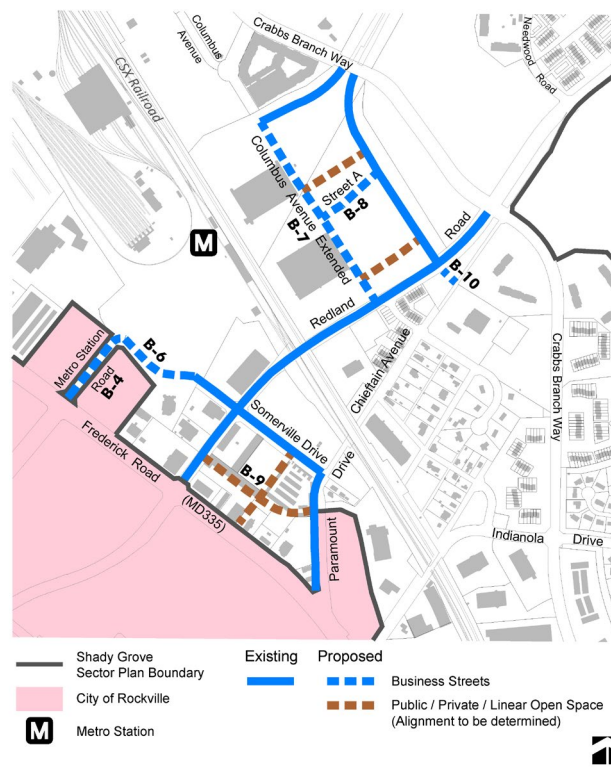 Columbus
Avenue
Crabbs Branch Way
Needwood
Road
CSX Railroad
Columbus Avenue Extended
B-7
Street A
B-8
Road
B-10
Redland
M
Metro Station
Road
B-4
B-6
Chieftain Avenue
Crabbs Branch Way
Somerville Drive
Drive
Frederick Road
(MD335)
B-9
Paramount
Indianola Drive
Shady Grove
Sector Plan Boundary
City of Rockville
M Metro Station
Existing Proposed
Business Streets
Public / Private / Linear Open Space
(Alignment to be determined)